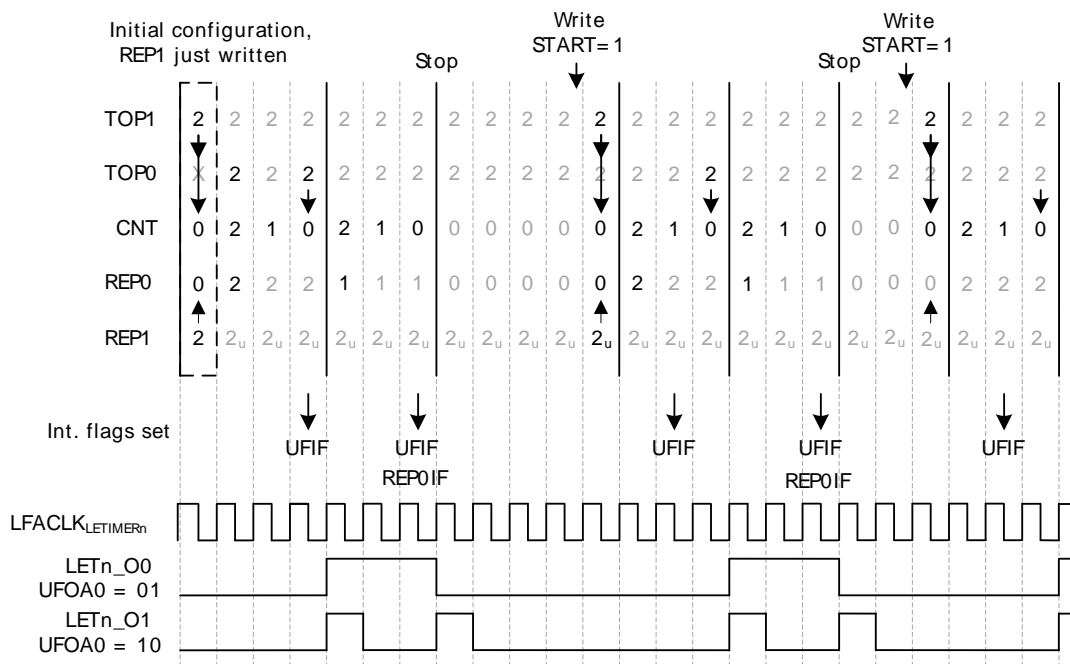 Initial configuration,
REP1 just written
Stop
Write
START=1
Stop
Write
START=1
TOP1 2 2 2 2 2 2 2 2 2 2 2 2 2 2 2 2 2 2 2 2 2 2 2 2
TOP0 X 2 2 2 2 2 2 2 2 2 2 2 2 2 2 2 2 2 2 2 2 2 2 2
CNT 0 2 1 0 2 1 0 0 0 0 0 0 2 1 0 2 1 0 0 0 0 2 1 0
REP0 0 2 2 2 1 1 1 0 0 0 0 0 2 2 2 1 1 1 0 0 0 2 2 2
REP1 2 2u 2u 2u 2u 2u 2u 2u 2u 2u 2u 2u 2u 2u 2u 2u 2u 2u 2u 2u 2u 2u 2u 2u
Int. flags set
UFIF UFIF UFIF UFIF UFIF
REP0IF REP0IF
LFACLKLETIMERn
LETn_O0
UFOA0 = 01
LETn_O1
UFOA0 = 10